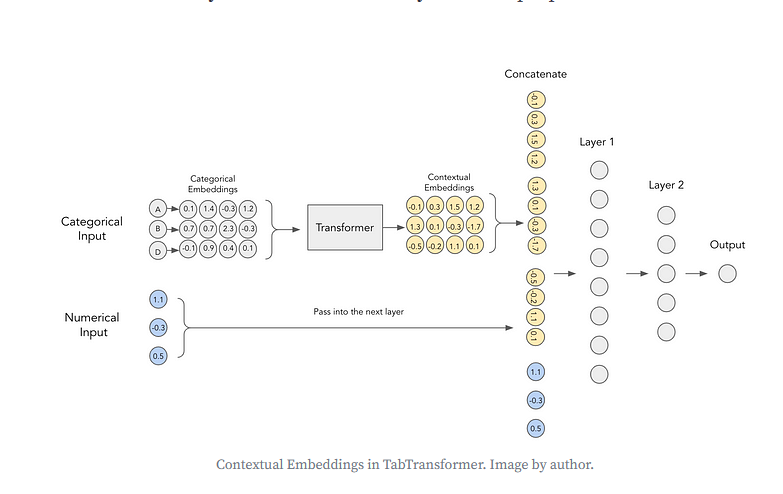 Concatenate
Layer 1
Layer 2
Output
Categorical
Embeddings
Contextual
Embeddings
Categorical
Input
A
0.1 1.4 -0.3 1.2
B
0.7 0.7 2.3 -0.3
D
-0.1 0.9 0.4 0.1
Transformer
-0.1 0.3 1.5 1.2
1.3 0.1 -0.3 -1.7
-0.5 -0.2 1.1 0.1
Numerical
Input
1.1
-0.3
0.5
Pass into the next layer
-0.1
0.3
1.5
1.2
1.3
0.1
-0.3
-1.7
-0.5
-0.2
1.1
0.1
1.1
-0.3
0.5
Contextual Embeddings in TabTransformer. Image by author.